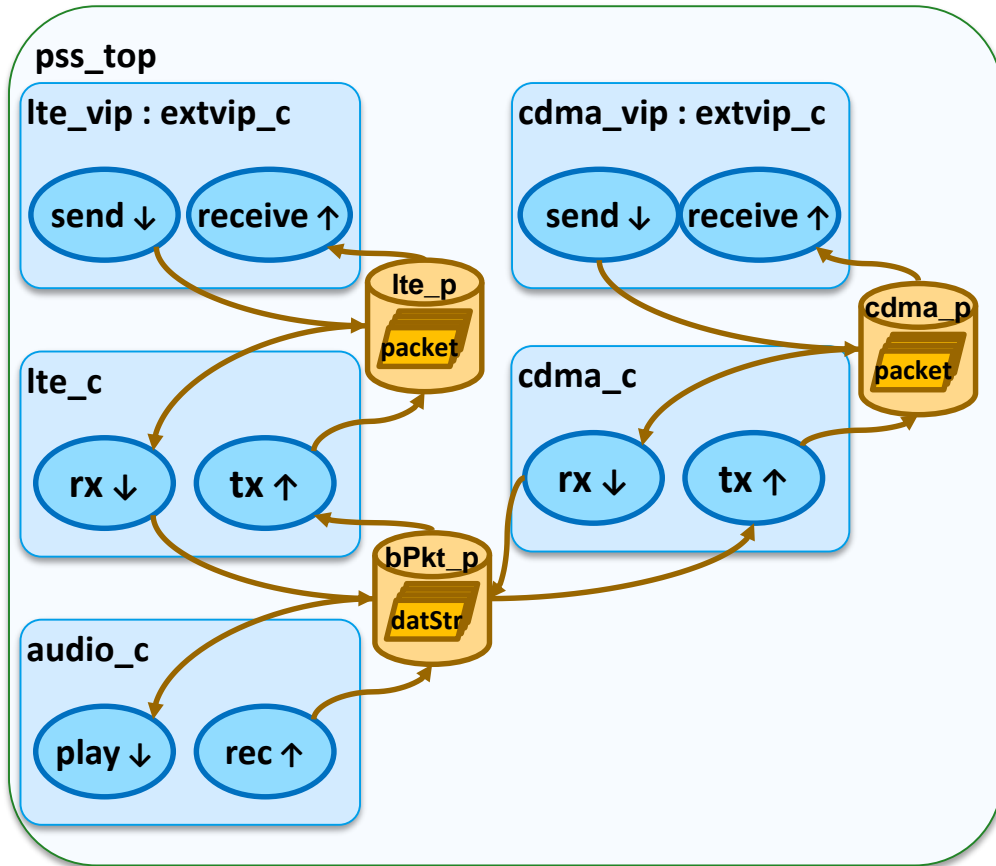 pss_top
lte_vip : extvip_c
send ↓
receive ↑
cdma_vip : extvip_c
send ↓
receive ↑
lte_p
packet
cdma_p
packet
lte_c
rx ↓
tx ↑
cdma_c
rx ↓
tx ↑
bPkt_p
datStr
audio_c
play ↓
rec ↑